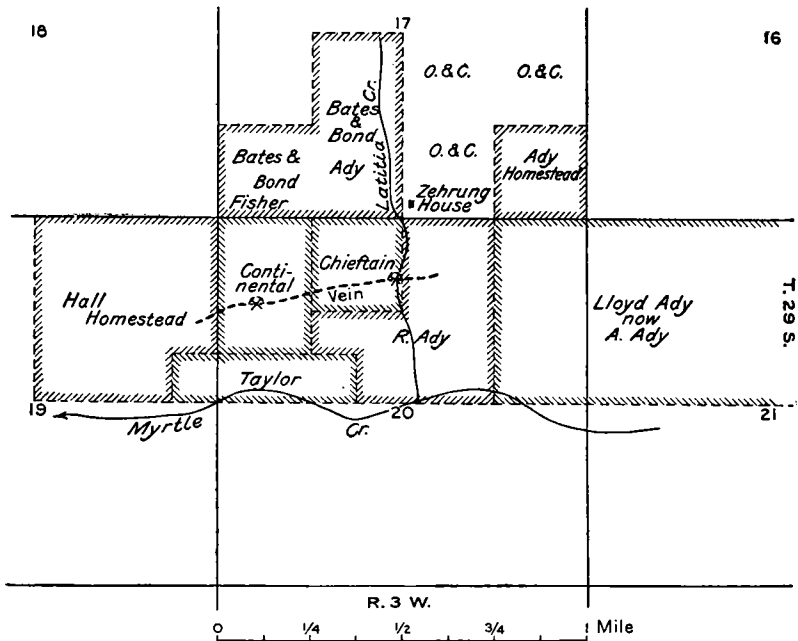 18
17
16
O.&C.
O.&C.
Bates
&
Bond
Ady
Latitia Cr.
Bates &
Bond
Fisher
O.&C.
Ady
Homestead
Zehrung
House
Hall
Homestead
Conti-
nental
Chieftain
Vein
R. Ady
Lloyd Ady
now
A. Ady
T. 29 S.
Taylor
19
20
21
Myrtle Cr.
R. 3 W.
0 1/4 1/2 3/4 1 Mile